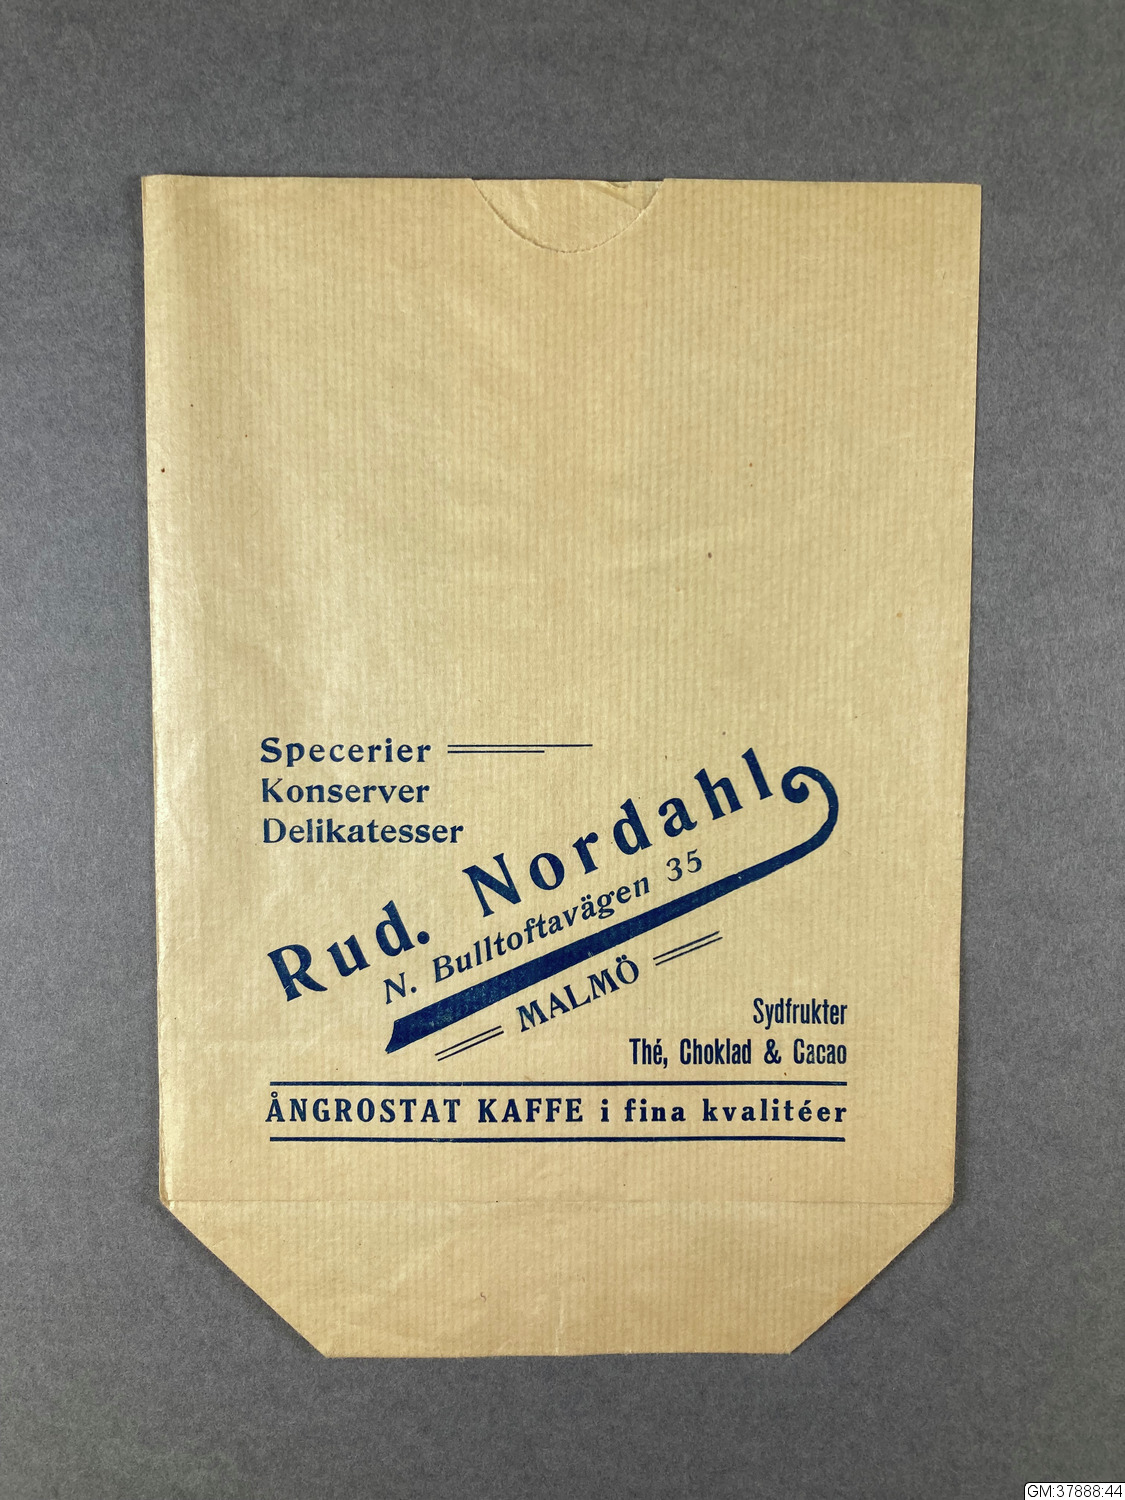 Specerier
Konserver
Delikatesser
Rud. Nordahl
N. Bulltoftavägen 35
MALMÖ
Sydfrukter
Thé, Choklad & Cacao
ÅNGROSTAT KAFFE i fina kvalitéer
GM:37888:44